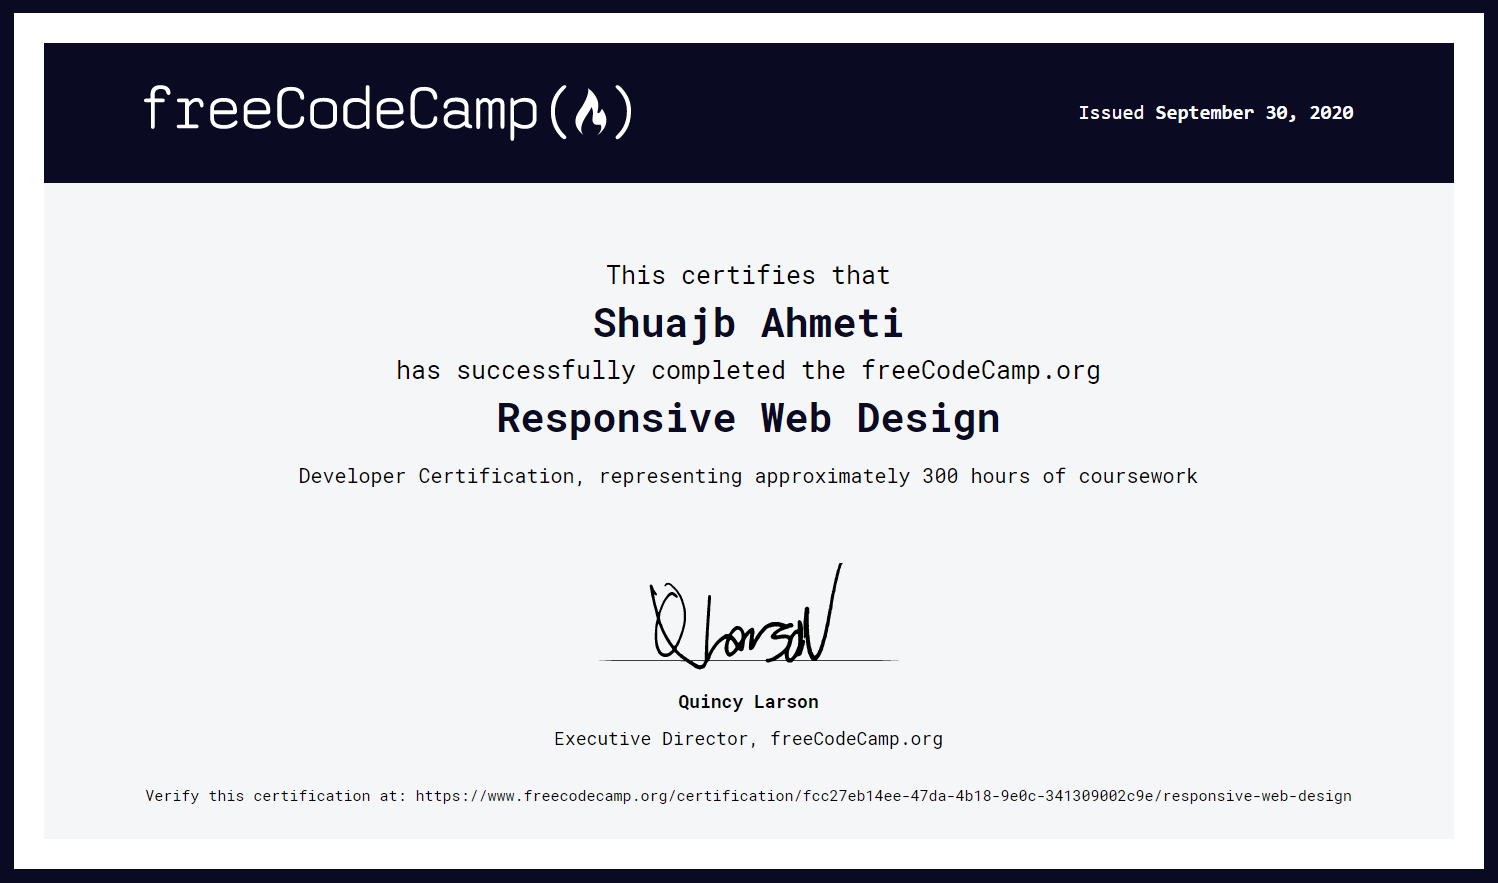 freeCodeCamp(🔥)
Issued September 30, 2020
This certifies that
Shuajb Ahmeti
has successfully completed the freeCodeCamp.org
Responsive Web Design
Developer Certification, representing approximately 300 hours of coursework
Q Larson
Quincy Larson
Executive Director, freeCodeCamp.org
Verify this certification at: https://www.freecodecamp.org/certification/fcc27eb14ee-47da-4b18-9e0c-341309002c9e/responsive-web-design